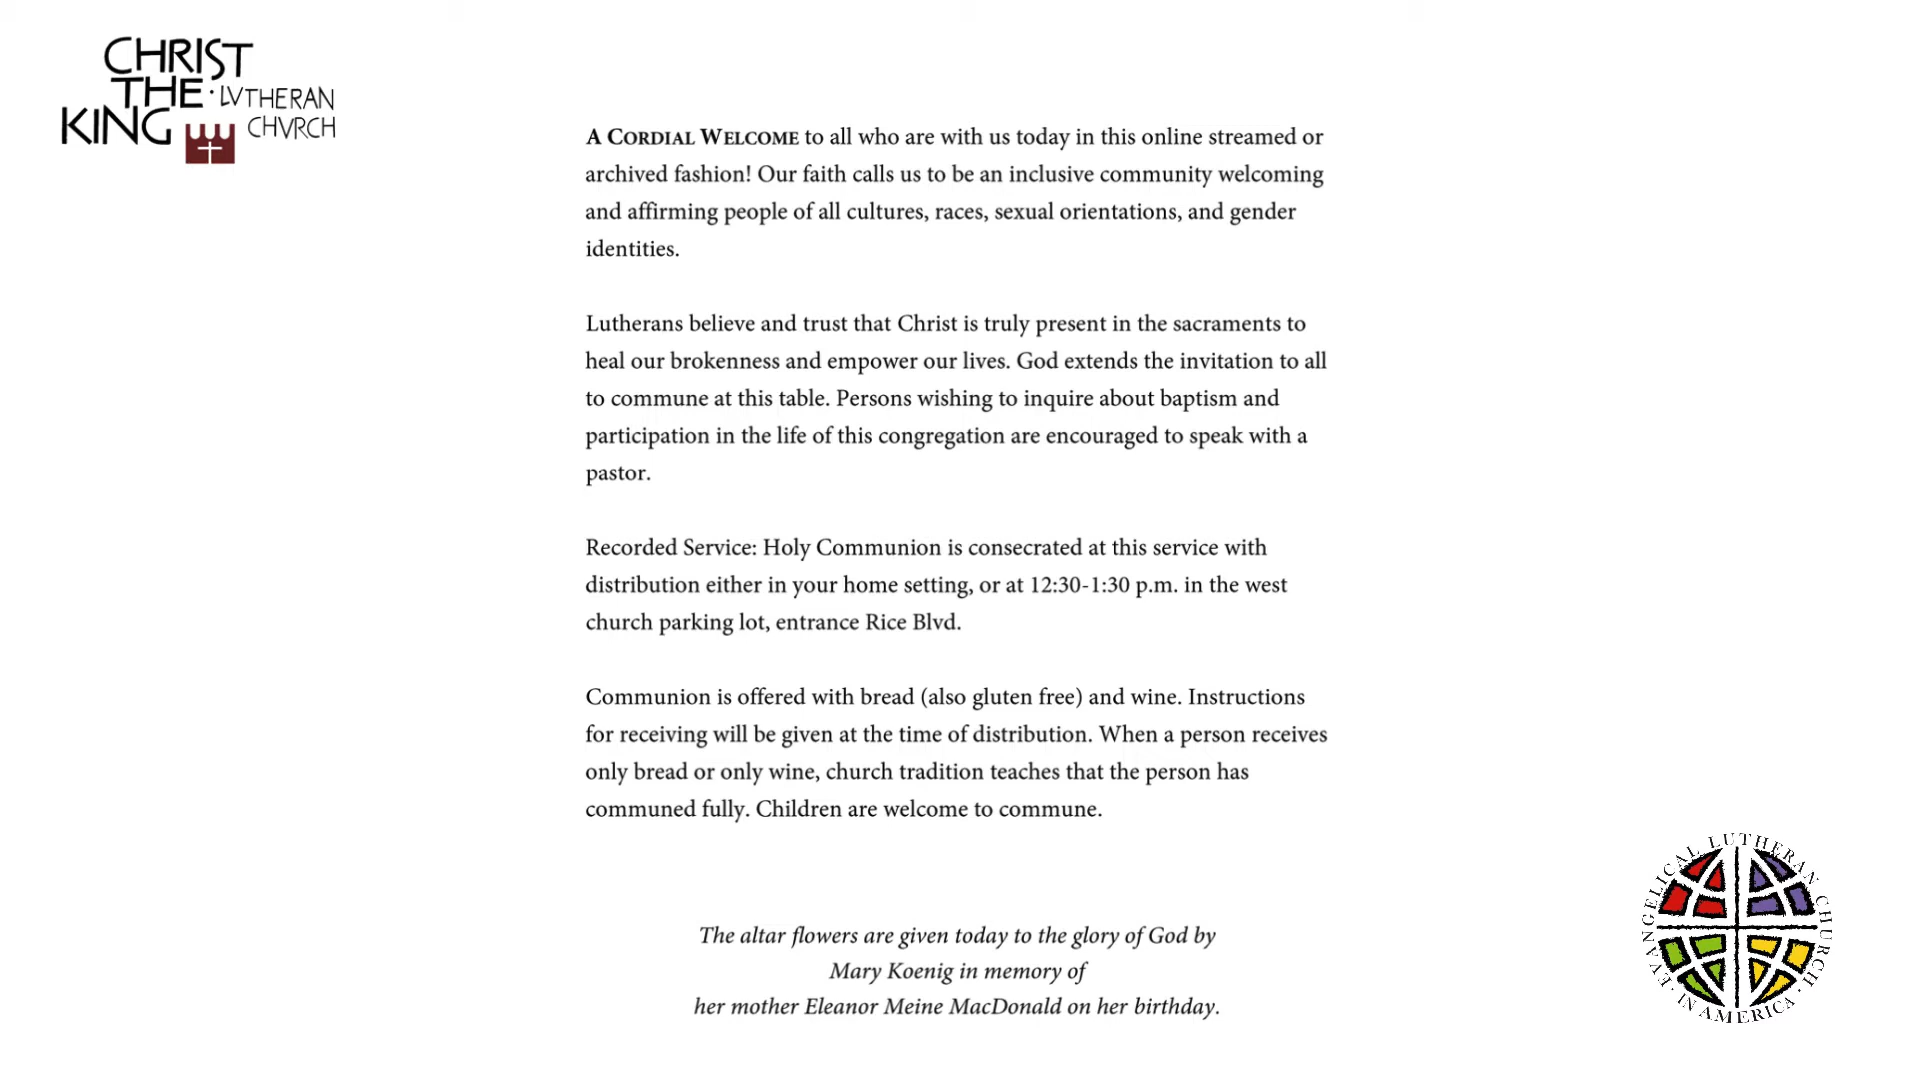 CHRIST
THE · LVTHERAN
KING CHVRCH
A CORDIAL WELCOME to all who are with us today in this online streamed or
archived fashion! Our faith calls us to be an inclusive community welcoming
and affirming people of all cultures, races, sexual orientations, and gender
identities.
Lutherans believe and trust that Christ is truly present in the sacraments to
heal our brokenness and empower our lives. God extends the invitation to all
to commune at this table. Persons wishing to inquire about baptism and
participation in the life of this congregation are encouraged to speak with a
pastor.
Recorded Service: Holy Communion is consecrated at this service with
distribution either in your home setting, or at 12:30-1:30 p.m. in the west
church parking lot, entrance Rice Blvd.
Communion is offered with bread (also gluten free) and wine. Instructions
for receiving will be given at the time of distribution. When a person receives
only bread or only wine, church tradition teaches that the person has
communed fully. Children are welcome to commune.
The altar flowers are given today to the glory of God by
Mary Koenig in memory of
her mother Eleanor Meine MacDonald on her birthday.
EVANGELICAL LUTHERAN CHURCH · IN AMERICA ·